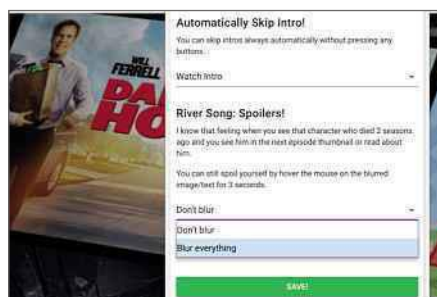 Automatically Skip Intro!
You can skip intros always automatically without pressing any
buttons.
Watch Intro
WILL
FERRELL
DA
HO
River Song: Spoilers!
I know that feeling when you see that character who died 2 seasons
ago and you see him in the next episode thumbnail or read about
him.
You can still spoil yourself by hover the mouse on the blurred
image/text for 3 seconds.
Don't blur
Don't blur
Blur everything
SAVE!